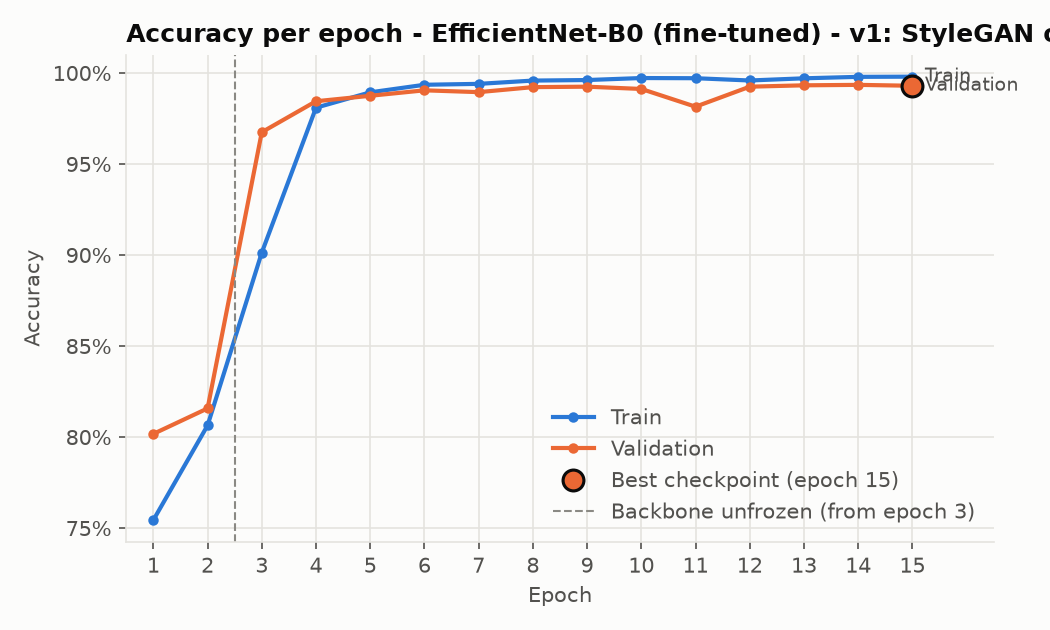 Accuracy per epoch - EfficientNet-B0 (fine-tuned) - v1: StyleGAN
100%
95%
90%
85%
80%
75%
Accuracy
Train
Validation
Train
Validation
Best checkpoint (epoch 15)
Backbone unfrozen (from epoch 3)
1 2 3 4 5 6 7 8 9 10 11 12 13 14 15
Epoch